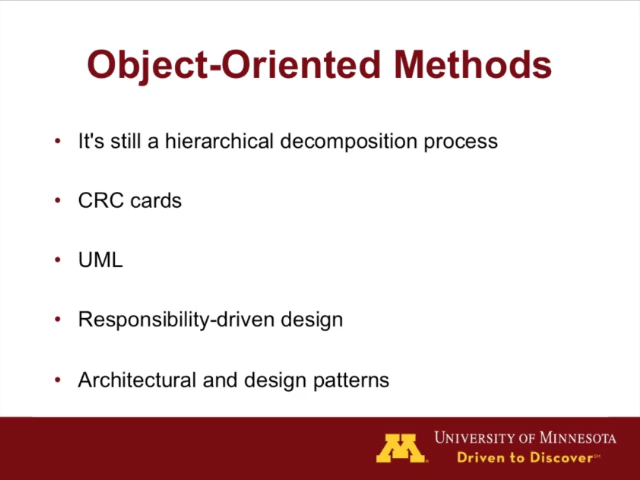 Object-Oriented Methods
• It's still a hierarchical decomposition process
• CRC cards
• UML
• Responsibility-driven design
• Architectural and design patterns
UNIVERSITY OF MINNESOTA
Driven to Discover℠